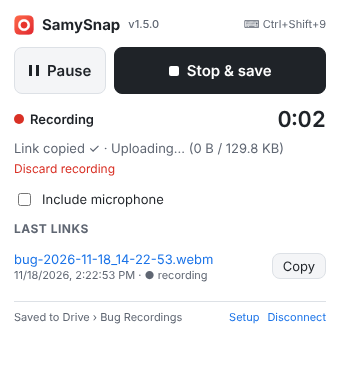 SamySnap v1.5.0 ⌨ Ctrl+Shift+9
Pause Stop & save
Recording 0:02
Link copied ✓ · Uploading... (0 B / 129.8 KB)
Discard recording
Include microphone
LAST LINKS
bug-2026-11-18_14-22-53.webm
11/18/2026, 2:22:53 PM · ● recording
Copy
Saved to Drive › Bug Recordings Setup Disconnect